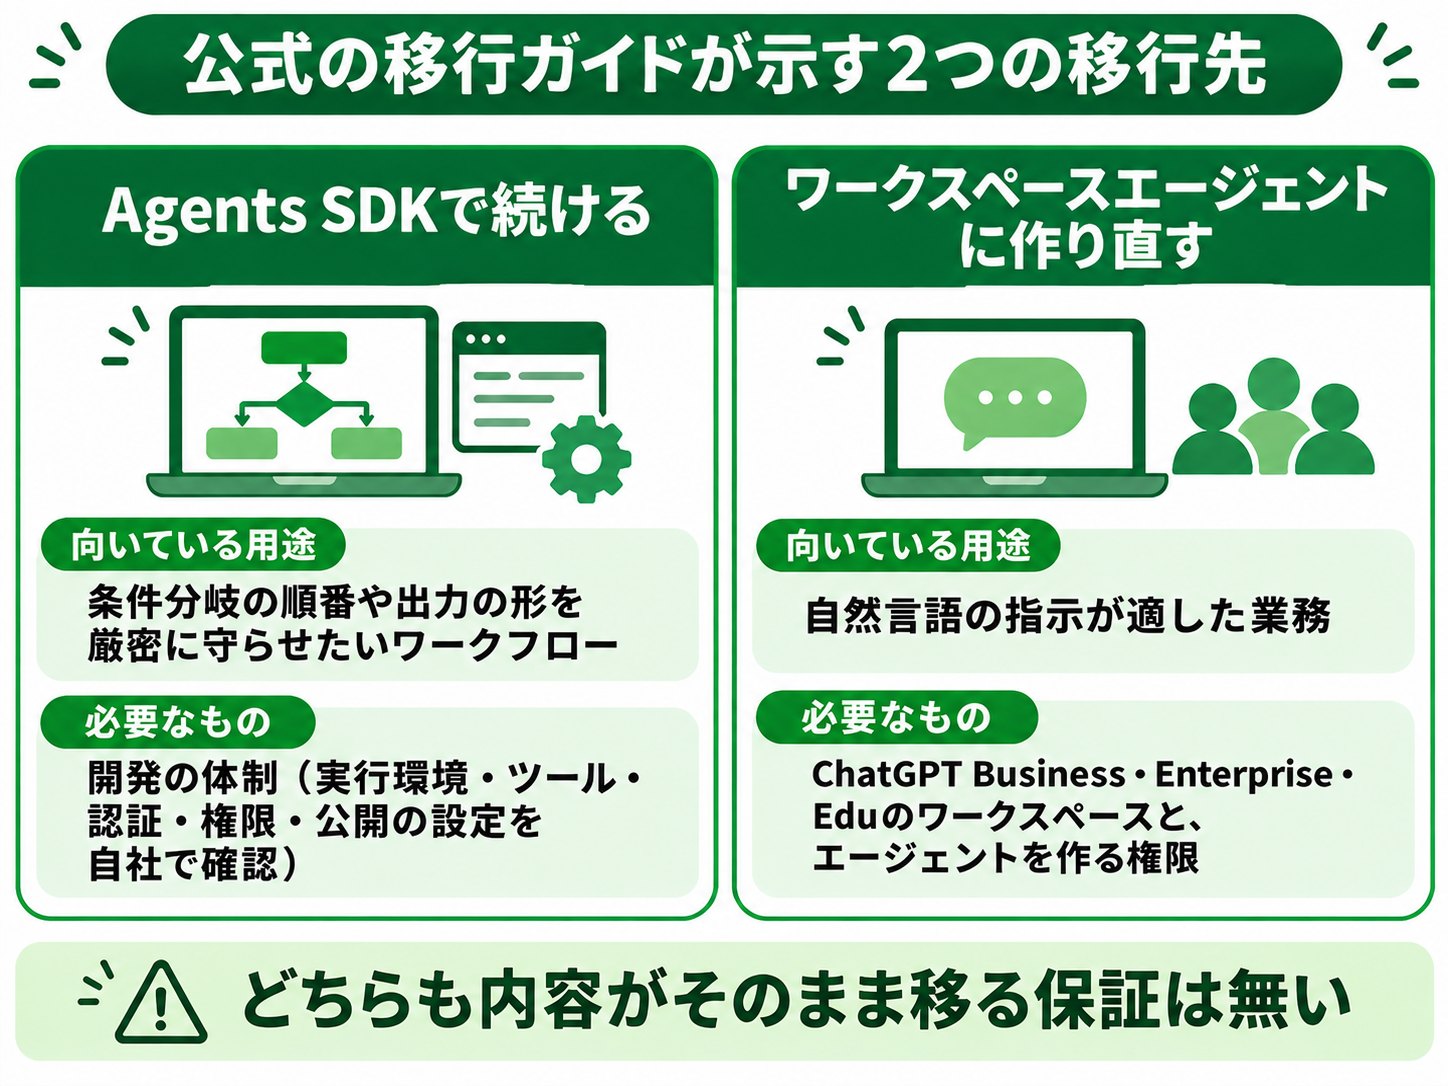 公式の移行ガイドが示す2つの移行先
Agents SDKで続ける
向いている用途
条件分岐の順番や出力の形を
厳密に守らせたいワークフロー
必要なもの
開発の体制（実行環境・ツール・
認証・権限・公開の設定を
自社で確認）
ワークスペースエージェント
に作り直す
向いている用途
自然言語の指示が適した業務
必要なもの
ChatGPT Business・Enterprise・
Eduのワークスペースと、
エージェントを作る権限
どちらも内容がそのまま移る保証は無い